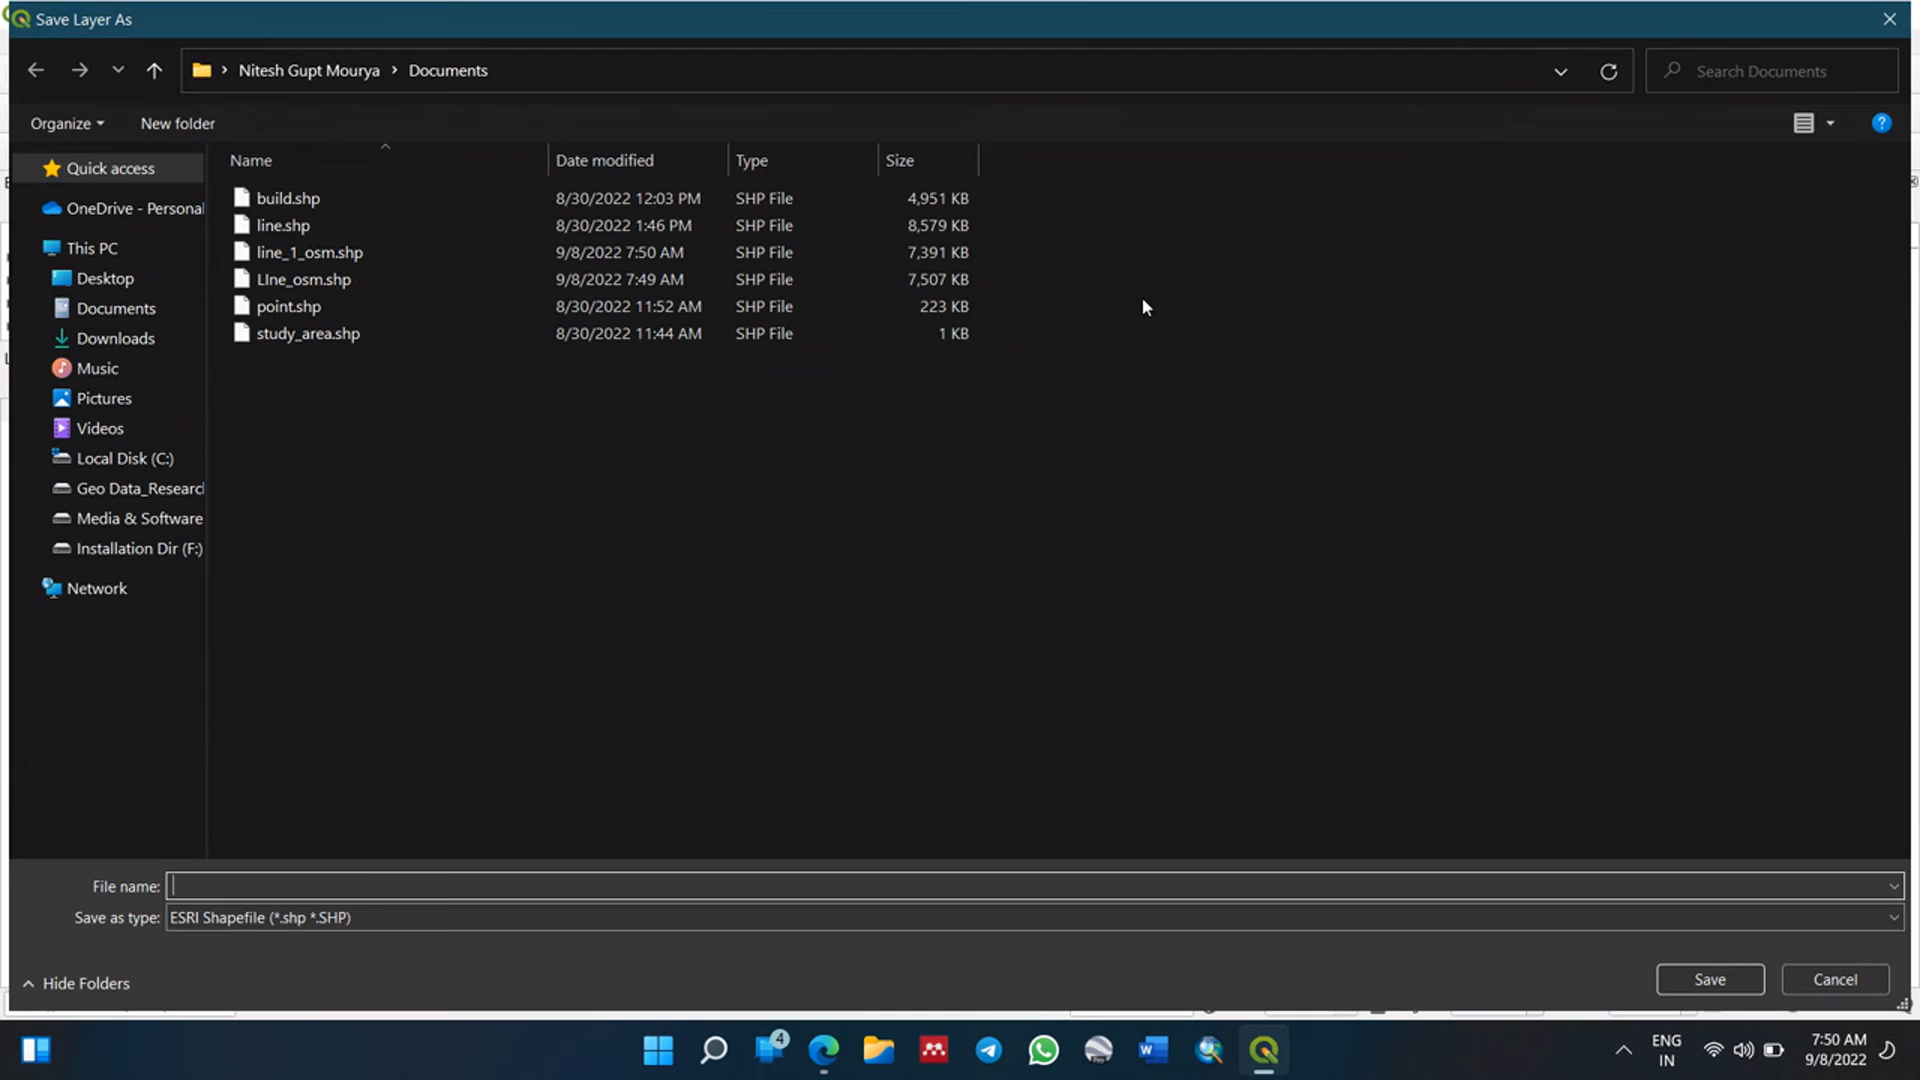 Save Layer As
Nitesh Gupt Mourya > Documents
Search Documents
Organize
New folder
Name Date modified Type Size
Quick access
OneDrive - Personal
This PC
Desktop
Documents
Downloads
Music
Pictures
Videos
Local Disk (C:)
Geo Data_Researc
Media & Software
Installation Dir (F:)
Network
build.shp 8/30/2022 12:03 PM SHP File 4,951 KB
line.shp 8/30/2022 1:46 PM SHP File 8,579 KB
line_1_osm.shp 9/8/2022 7:50 AM SHP File 7,391 KB
LIne_osm.shp 9/8/2022 7:49 AM SHP File 7,507 KB
point.shp 8/30/2022 11:52 AM SHP File 223 KB
study_area.shp 8/30/2022 11:44 AM SHP File 1 KB
File name:
Save as type: ESRI Shapefile (*.shp *.SHP)
Hide Folders
Save
Cancel
4
ENG
IN
7:50 AM
9/8/2022